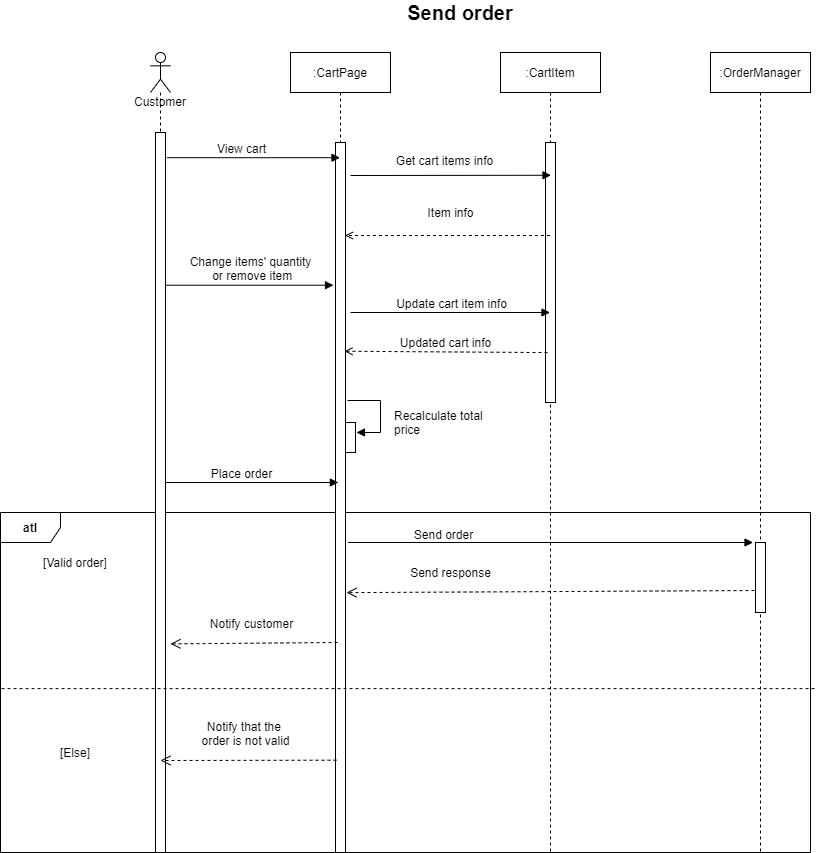 Send order
Customer
:CartPage
:CartItem
:OrderManager
View cart
Get cart items info
Item info
Change items' quantity
or remove item
Update cart item info
Updated cart info
Recalculate total
price
Place order
atl
Send order
[Valid order]
Send response
Notify customer
Notify that the
order is not valid
[Else]